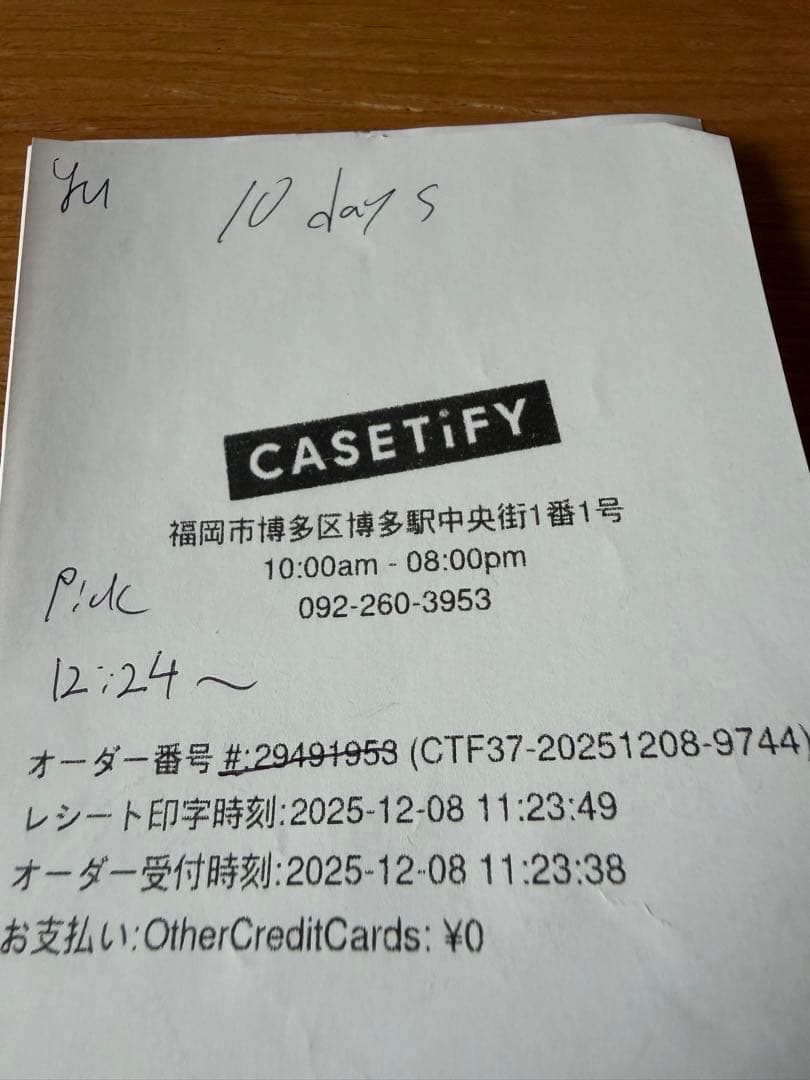 Yu 10 days
CASETiFY
福岡市博多区博多駅中央街1番1号
10:00am - 08:00pm
092-260-3953
Pick
12:24～
オーダー番号 #:29491953 (CTF37-20251208-9744)
レシート印字時刻:2025-12-08 11:23:49
オーダー受付時刻:2025-12-08 11:23:38
お支払い:OtherCreditCards: ¥0